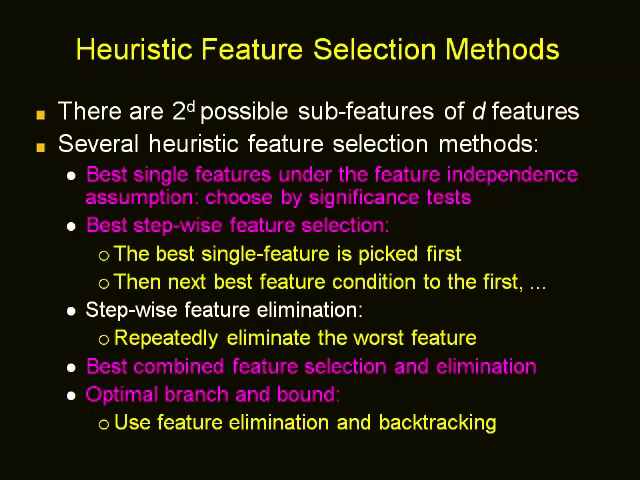 Heuristic Feature Selection Methods
There are 2^d possible sub-features of d features
Several heuristic feature selection methods:
Best single features under the feature independence
assumption: choose by significance tests
Best step-wise feature selection:
The best single-feature is picked first
Then next best feature condition to the first, ...
Step-wise feature elimination:
Repeatedly eliminate the worst feature
Best combined feature selection and elimination
Optimal branch and bound:
Use feature elimination and backtracking